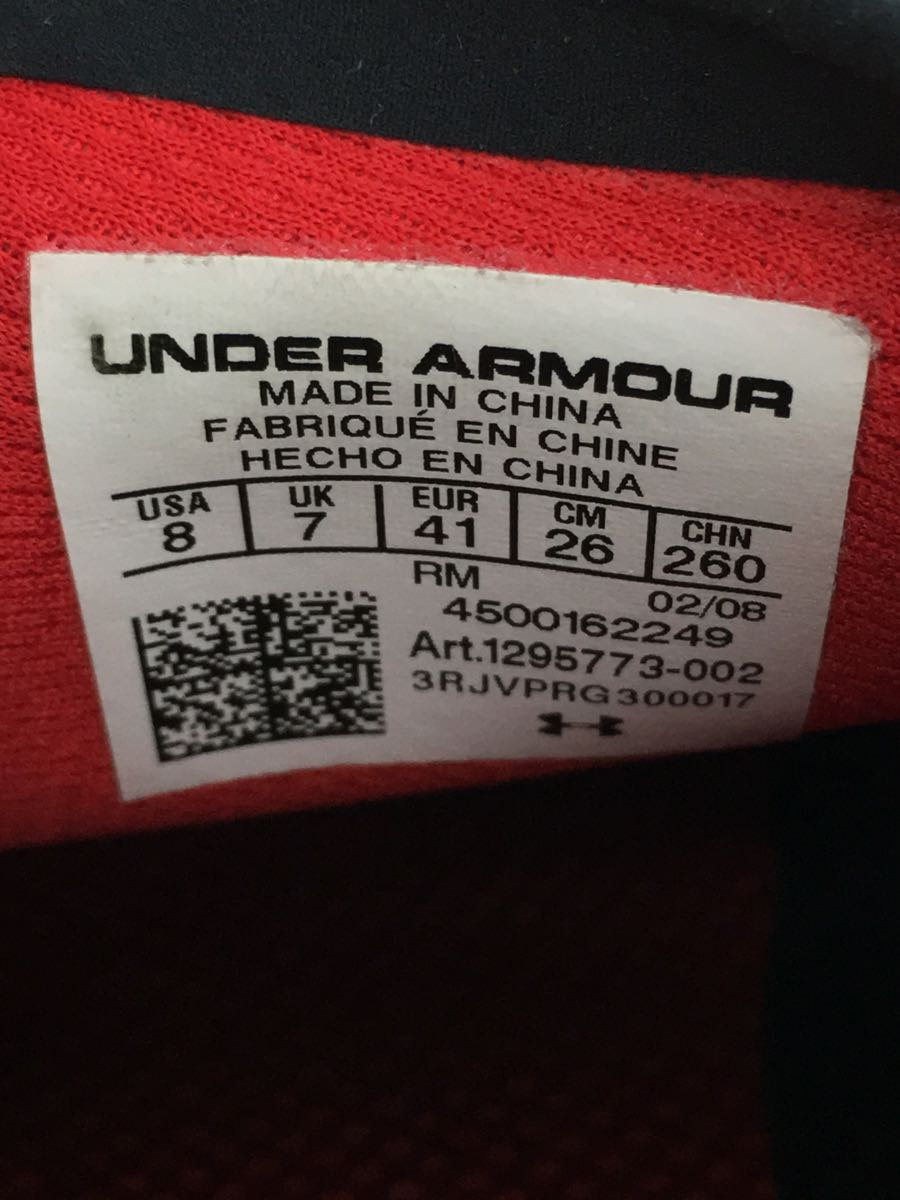 UNDER ARMOUR
MADE IN CHINA
FABRIQUÉ EN CHINE
HECHO EN CHINA
USA UK EUR CM CHN
8 7 41 26 260
RM 02/08
4500162249
Art.1295773-002
3RJVPRG300017